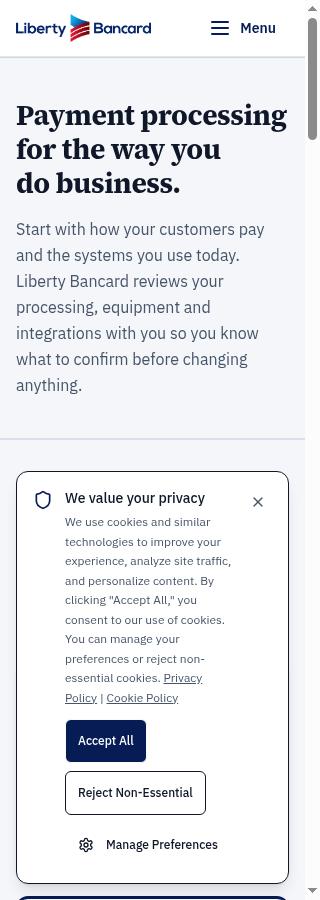 Liberty Bancard
Menu
Payment processing
for the way you
do business.
Start with how your customers pay
and the systems you use today.
Liberty Bancard reviews your
processing, equipment and
integrations with you so you know
what to confirm before changing
anything.
We value your privacy
We use cookies and similar
technologies to improve your
experience, analyze site traffic,
and personalize content. By
clicking "Accept All," you
consent to our use of cookies.
You can manage your
preferences or reject non-
essential cookies. Privacy
Policy | Cookie Policy
Accept All
Reject Non-Essential
Manage Preferences